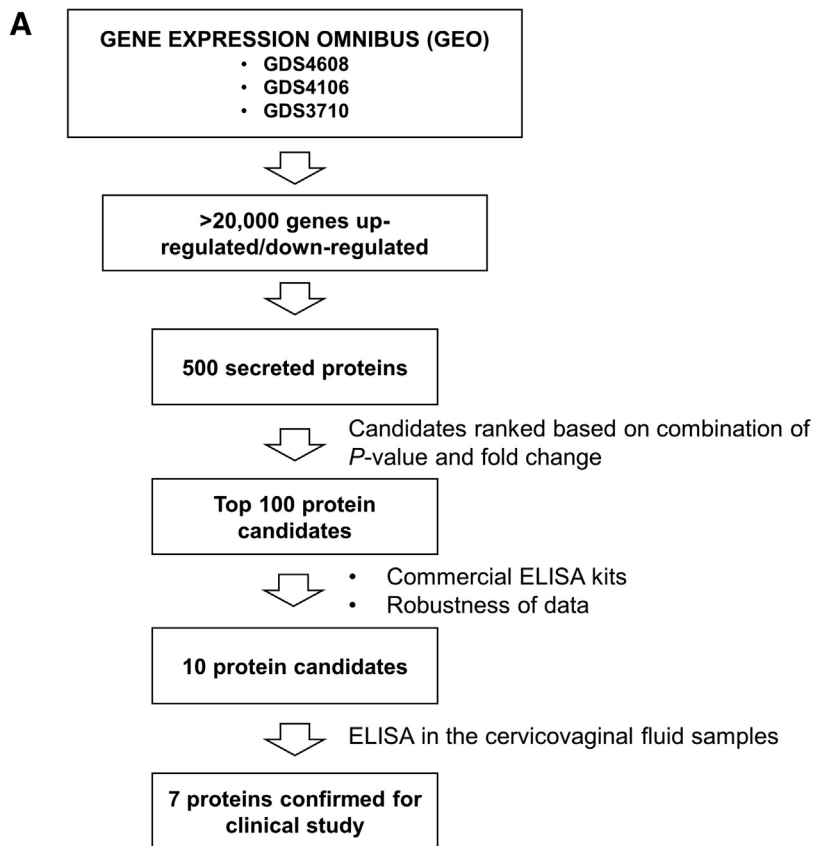 A
GENE EXPRESSION OMNIBUS (GEO)
• GDS4608
• GDS4106
• GDS3710
>20,000 genes up-
regulated/down-regulated
500 secreted proteins
Candidates ranked based on combination of
P-value and fold change
Top 100 protein
candidates
• Commercial ELISA kits
• Robustness of data
10 protein candidates
ELISA in the cervicovaginal fluid samples
7 proteins confirmed for
clinical study